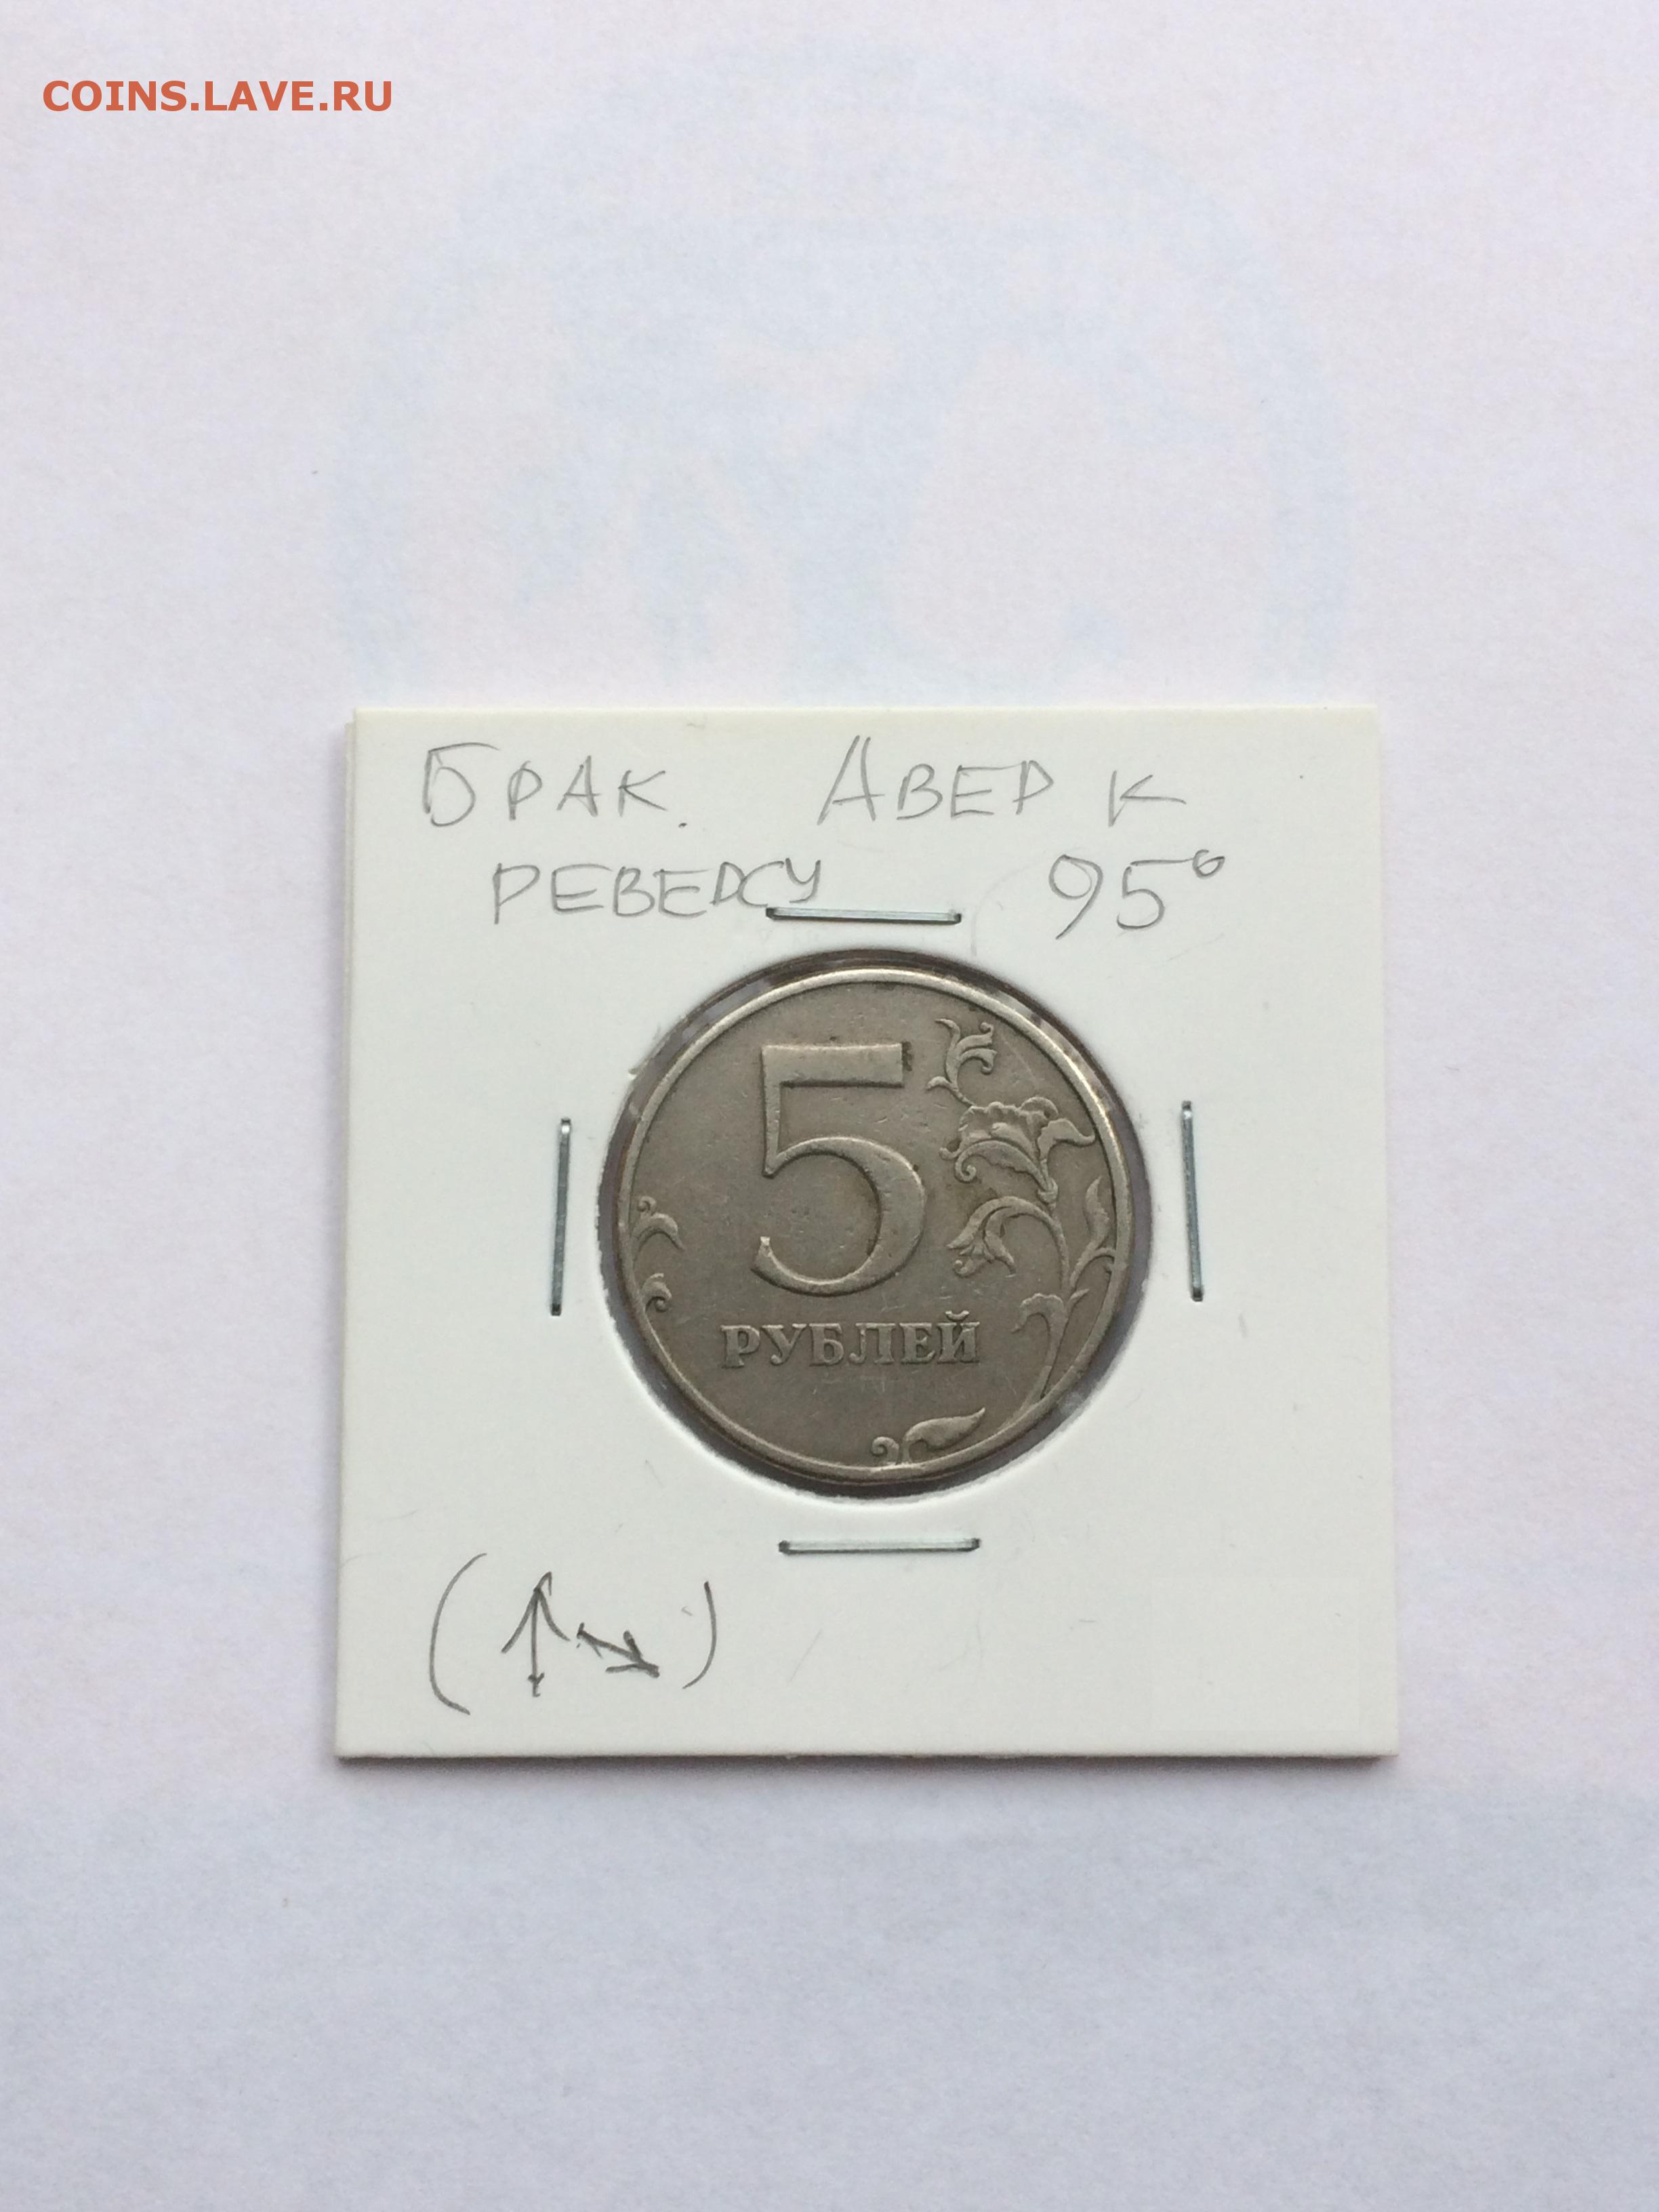 COINS.LAVE.RU
БРАК. АВЕР К
РЕВЕРСУ 95°
5
РУБЛЕЙ
(↑↘)